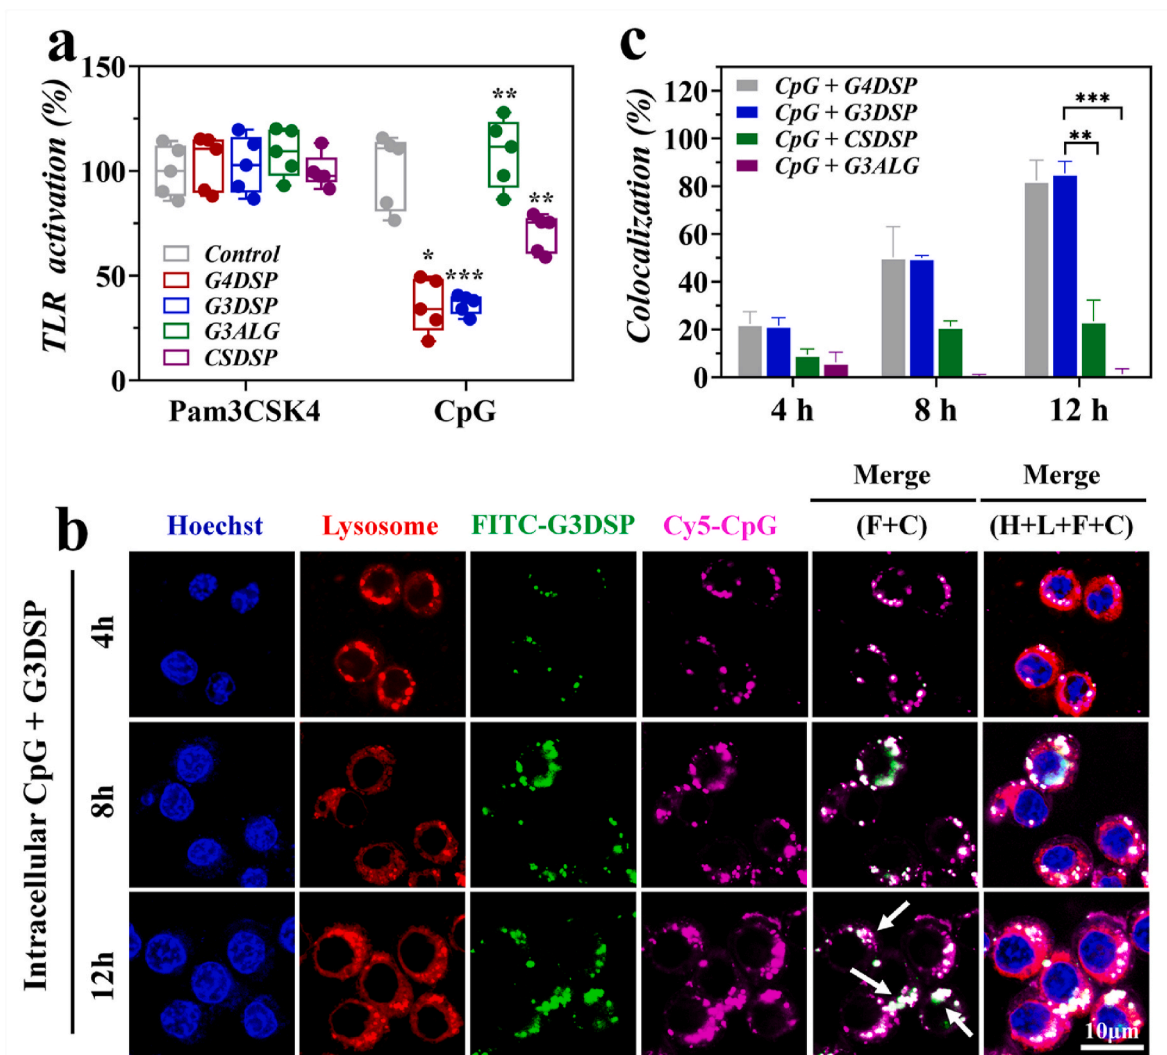 a
TLR activation (%)
150
100
50
0
**
**
*
***
Control
G4DSP
G3DSP
G3ALG
CSDSP
Pam3CSK4
CpG
c
Colocalization (%)
120
100
80
60
40
20
0
CpG + G4DSP
CpG + G3DSP
CpG + CSDSP
CpG + G3ALG
***
**
4 h
8 h
12 h
b
Merge
Merge
Hoechst
Lysosome
FITC-G3DSP
Cy5-CpG
(F+C)
(H+L+F+C)
Intracellular CpG + G3DSP
4h
8h
12h
10μm